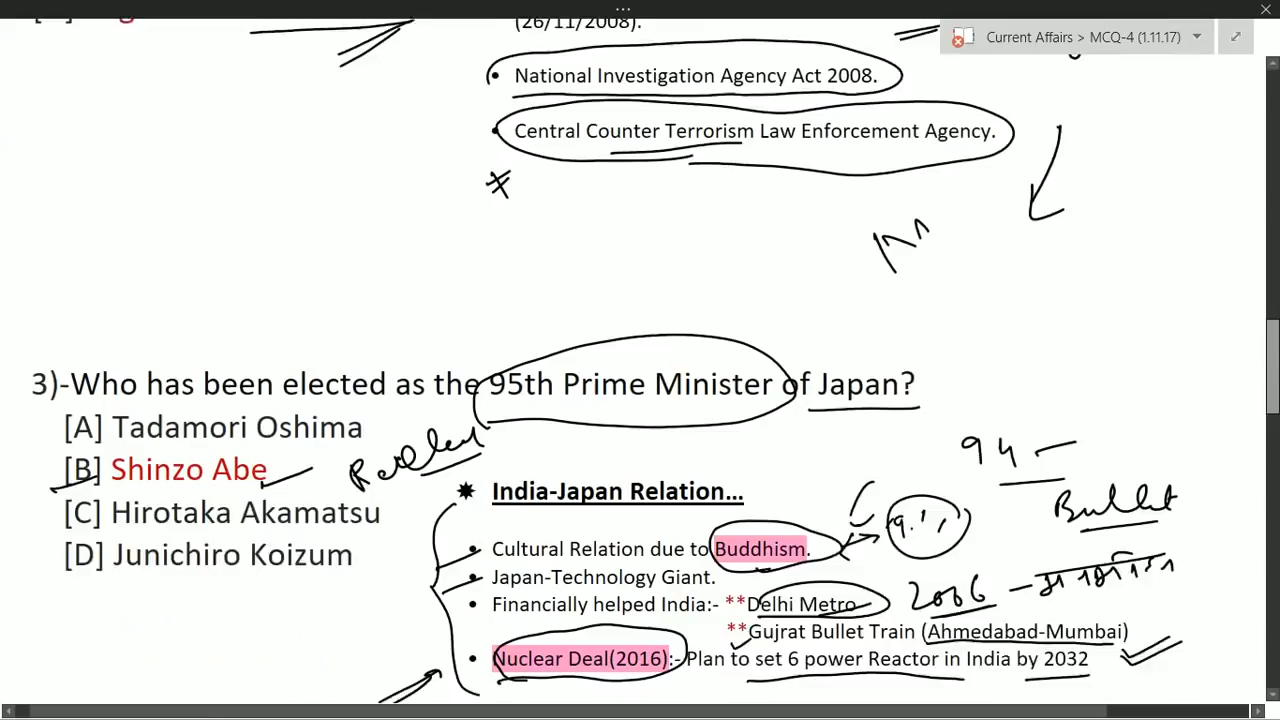 (26/11/2008).
Current Affairs > MCQ-4 (1.11.17)
• National Investigation Agency Act 2008.
• Central Counter Terrorism Law Enforcement Agency.
3)-Who has been elected as the 95th Prime Minister of Japan?
[A] Tadamori Oshima
[B] Shinzo Abe
[C] Hirotaka Akamatsu
[D] Junichiro Koizum
94
Bullet
India-Japan Relation...
• Cultural Relation due to Buddhism.
• Japan-Technology Giant.
• Financially helped India:- **Delhi Metro
2006
**Gujrat Bullet Train (Ahmedabad-Mumbai)
• Nuclear Deal(2016):- Plan to set 6 power Reactor in India by 2032